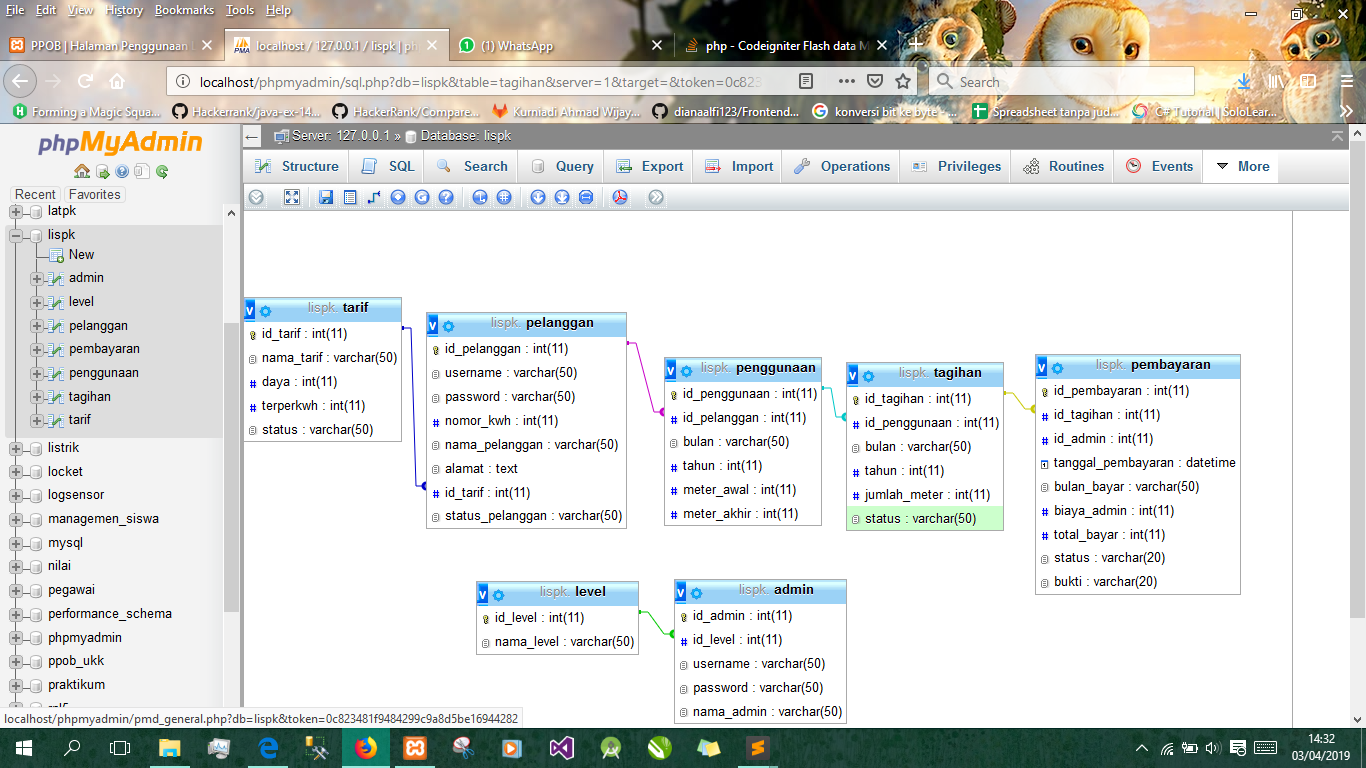 File Edit View History Bookmarks Tools Help
PPOB | Halaman Penggunaan
localhost / 127.0.0.1 / lispk | ph
(1) WhatsApp
php - Codeigniter Flash data M
localhost/phpmyadmin/sql.php?db=lispk&table=tagihan&server=1&target=&token=0c823
Search
Forming a Magic Squa...
Hackerrank/java-ex-14...
HackerRank/Compare...
Kurniadi Ahmad Wijay...
dianaalfi123/Frontend...
konversi bit ke byte - ...
Spreadsheet tanpa jud...
C# Tutorial | SoloLear...
phpMyAdmin
Recent Favorites
latpk
lispk
New
admin
level
pelanggan
pembayaran
penggunaan
tagihan
tarif
listrik
locket
logsensor
managemen_siswa
mysql
nilai
pegawai
performance_schema
phpmyadmin
ppob_ukk
praktikum
Server: 127.0.0.1 » Database: lispk
Structure SQL Search Query Export Import Operations Privileges Routines Events More
lispk. tarif
id_tarif : int(11)
nama_tarif : varchar(50)
daya : int(11)
terperkwh : int(11)
status : varchar(50)
lispk. pelanggan
id_pelanggan : int(11)
username : varchar(50)
password : varchar(50)
nomor_kwh : int(11)
nama_pelanggan : varchar(50)
alamat : text
id_tarif : int(11)
status_pelanggan : varchar(50)
lispk. penggunaan
id_penggunaan : int(11)
id_pelanggan : int(11)
bulan : varchar(50)
tahun : int(11)
meter_awal : int(11)
meter_akhir : int(11)
lispk. tagihan
id_tagihan : int(11)
id_penggunaan : int(11)
bulan : varchar(50)
tahun : int(11)
jumlah_meter : int(11)
status : varchar(50)
lispk. pembayaran
id_pembayaran : int(11)
id_tagihan : int(11)
id_admin : int(11)
tanggal_pembayaran : datetime
bulan_bayar : varchar(50)
biaya_admin : int(11)
total_bayar : int(11)
status : varchar(20)
bukti : varchar(20)
lispk. level
id_level : int(11)
nama_level : varchar(50)
lispk. admin
id_admin : int(11)
id_level : int(11)
username : varchar(50)
password : varchar(50)
nama_admin : varchar(50)
localhost/phpmyadmin/pmd_general.php?db=lispk&token=0c823481f9484299c9a8d5be16944282
14:32
03/04/2019